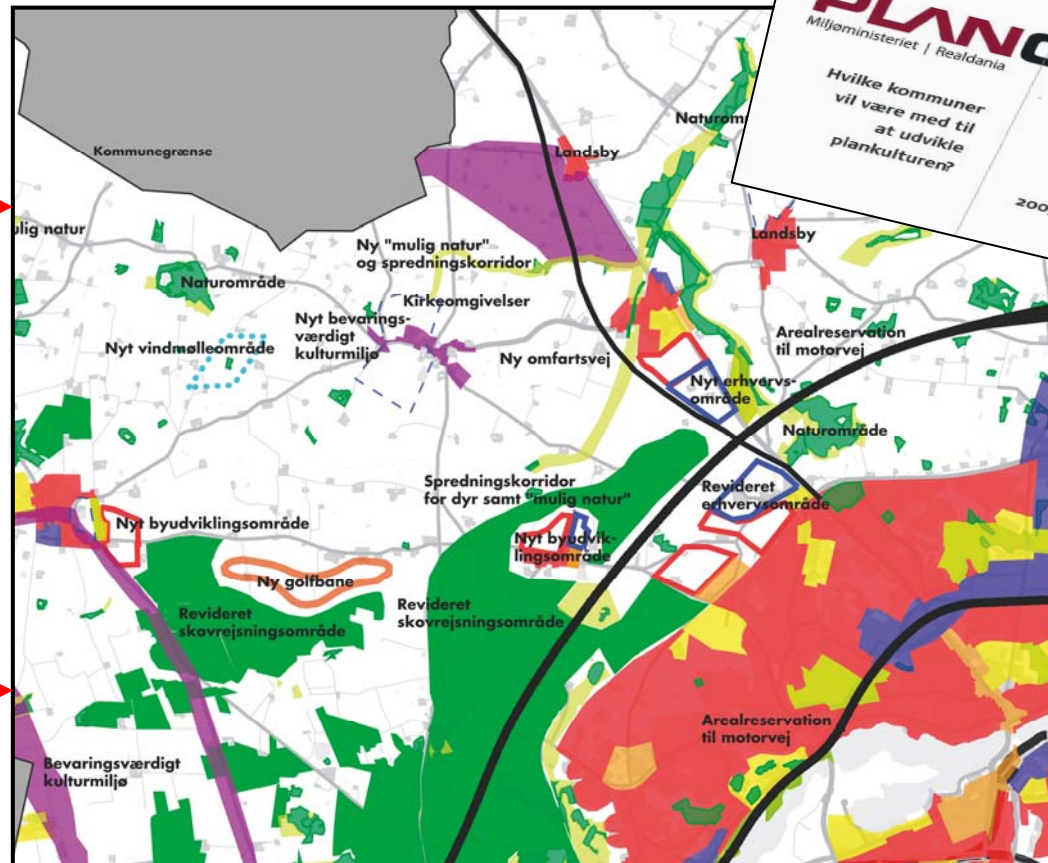 PLAN
Miljøministeriet | Realdania
Hvilke kommuner
vil være med til
at udvikle
plankulturen?
200
Kommunegrænse
Landsby
Landsby
ulig natur
Ny "mulig natur"
og spredningskorridor
Naturområde
Kirkeomgivelser
Nyt bevarings-
værdigt
kulturmiljø
Nyt vindmølleområde
Ny omfartsvej
Arealreservation
til motorvej
Nyt erhvervs-
område
Naturområde
Spredningskorridor
for dyr samt "mulig natur"
Revideret
erhvervsområde
Nyt byudviklingsområde
Nyt byudvik-
lingsområde
Ny golfbane
Revideret
skovrejsningsområde
Revideret
skovrejsningsområde
Arealreservation
til motorvej
Bevaringsværdigt
kulturmiljø